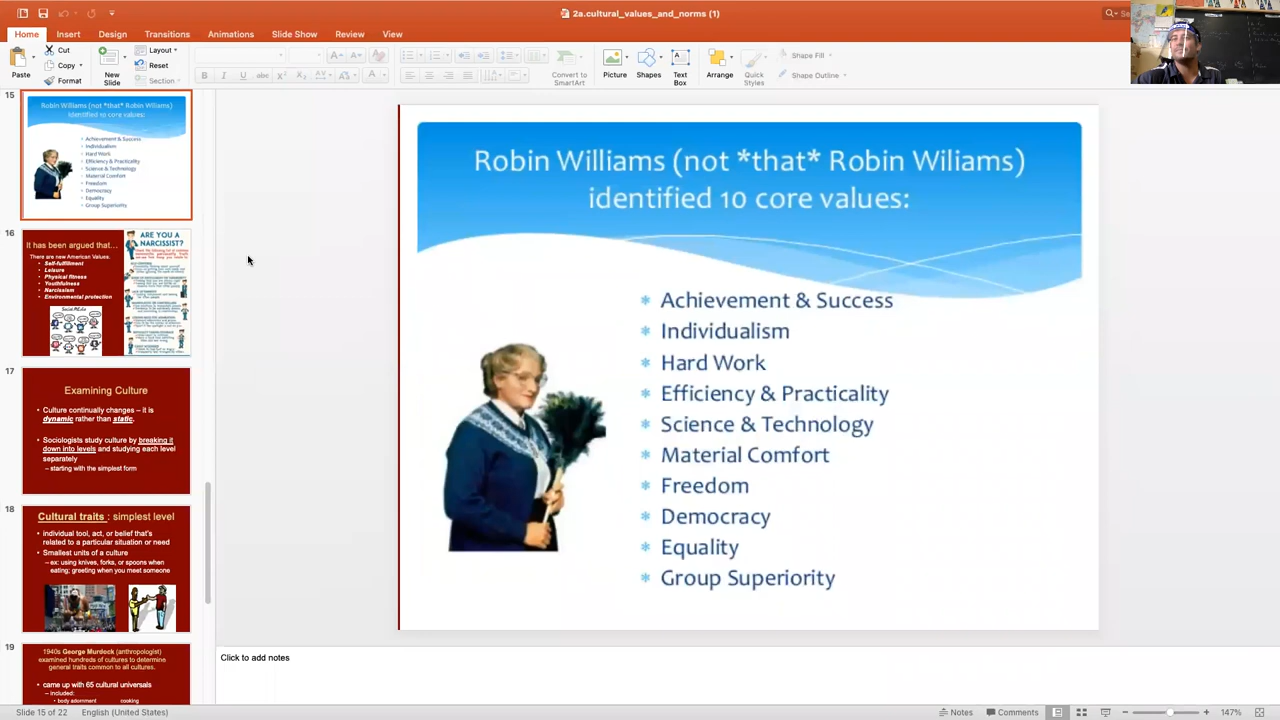 2a.cultural_values_and_norms (1)
Se
Home
Insert
Design
Transitions
Animations
Slide Show
Review
View
Paste
Cut
Copy
Format
New
Slide
Layout
Reset
Section
Convert to
SmartArt
Picture
Shapes
Text
Box
Arrange
Quick
Styles
Shape Fill
Shape Outline
15
Robin Williams (not *that* Robin Wiliams)
identified 10 core values:
Achievement & Success
Individualism
Hard Work
Efficiency & Practicality
Science & Technology
Material Comfort
Freedom
Democracy
Equality
Group Superiority
16
It has been argued that…
There are new American Values.
Self-fulfillment
Leisure
Physical fitness
Youthfulness
Narcissism
Environmental protection
Social Media
ARE YOU A
NARCISSIST?
17
Examining Culture
• Culture continually changes – it is
dynamic rather than static.
• Sociologists study culture by breaking it
down into levels and studying each level
separately
– starting with the simplest form
18
Cultural traits : simplest level
• individual tool, act, or belief that's
related to a particular situation or need
• Smallest units of a culture
– ex: using knives, forks, or spoons when
eating; greeting when you meet someone
19
1940s George Murdock (anthropologist)
examined hundreds of cultures to determine
general traits common to all cultures.
• came up with 65 cultural universals
– included:
• body adornment cooking
Robin Williams (not *that* Robin Wiliams)
identified 10 core values:
Achievement & Success
Individualism
Hard Work
Efficiency & Practicality
Science & Technology
Material Comfort
Freedom
Democracy
Equality
Group Superiority
Click to add notes
Slide 15 of 22
English (United States)
Notes
Comments
147%